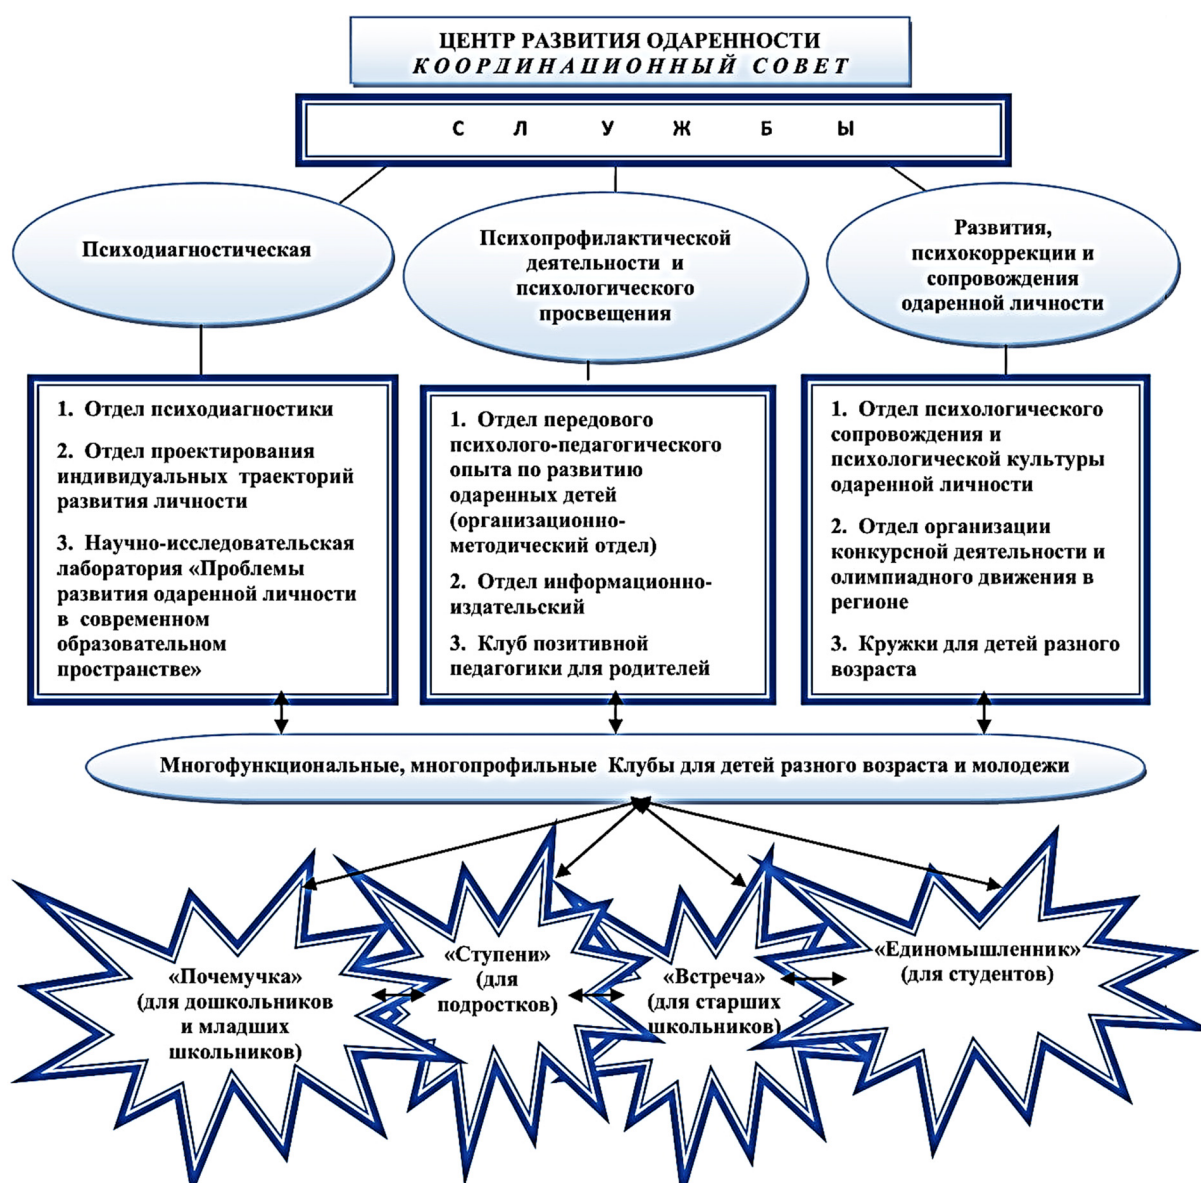 ЦЕНТР РАЗВИТИЯ ОДАРЕННОСТИ
КООРДИНАЦИОННЫЙ СОВЕТ
СЛУЖБЫ
Психодиагностическая
Психопрофилактической
деятельности и
психологического
просвещения
Развития,
психокоррекции и
сопровождения
одаренной личности
1. Отдел психодиагностики
2. Отдел проектирования
индивидуальных траекторий
развития личности
3. Научно-исследовательская
лаборатория «Проблемы
развития одаренной личности
в современном
образовательном
пространстве»
1. Отдел передового
психолого-педагогического
опыта по развитию
одаренных детей
(организационно-
методический отдел)
2. Отдел информационно-
издательский
3. Клуб позитивной
педагогики для родителей
1. Отдел психологического
сопровождения и
психологической культуры
одаренной личности
2. Отдел организации
конкурсной деятельности и
олимпиадного движения в
регионе
3. Кружки для детей разного
возраста
Многофункциональные, многопрофильные Клубы для детей разного возраста и молодежи
«Почемучка»
(для дошкольников
и младших
школьников)
«Ступени»
(для
подростков)
«Встреча»
(для старших
школьников)
«Единомышленник»
(для студентов)